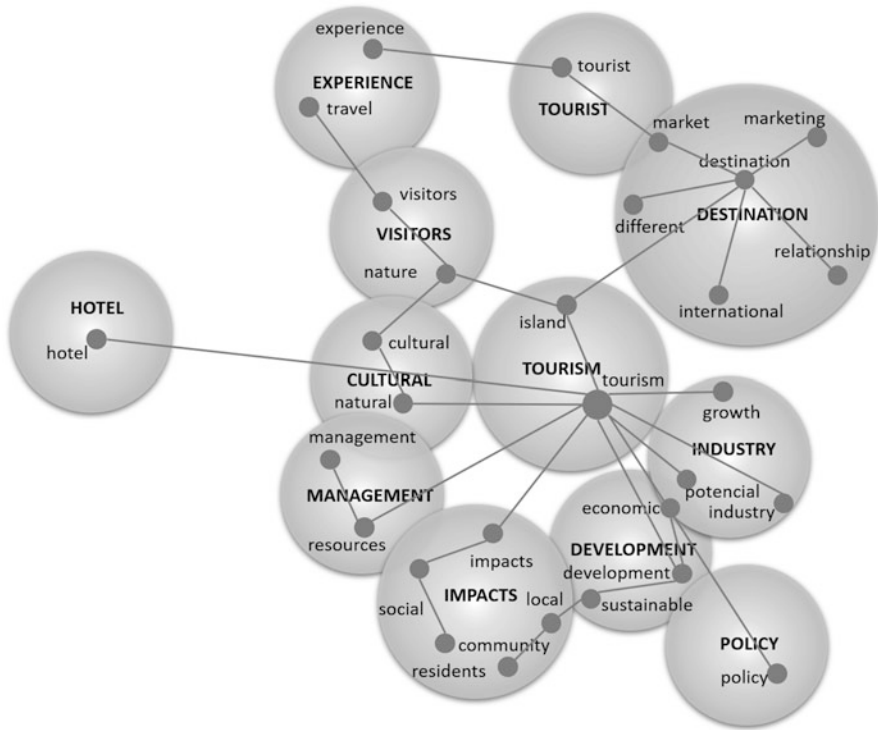 experience
EXPERIENCE
travel
tourist
TOURIST
market
marketing
destination
different
DESTINATION
relationship
international
visitors
VISITORS
nature
HOTEL
hotel
cultural
CULTURAL
natural
island
TOURISM
tourism
growth
INDUSTRY
potencial
industry
management
MANAGEMENT
resources
economic
DEVELOPMENT
development
sustainable
impacts
IMPACTS
social
local
community
residents
POLICY
policy